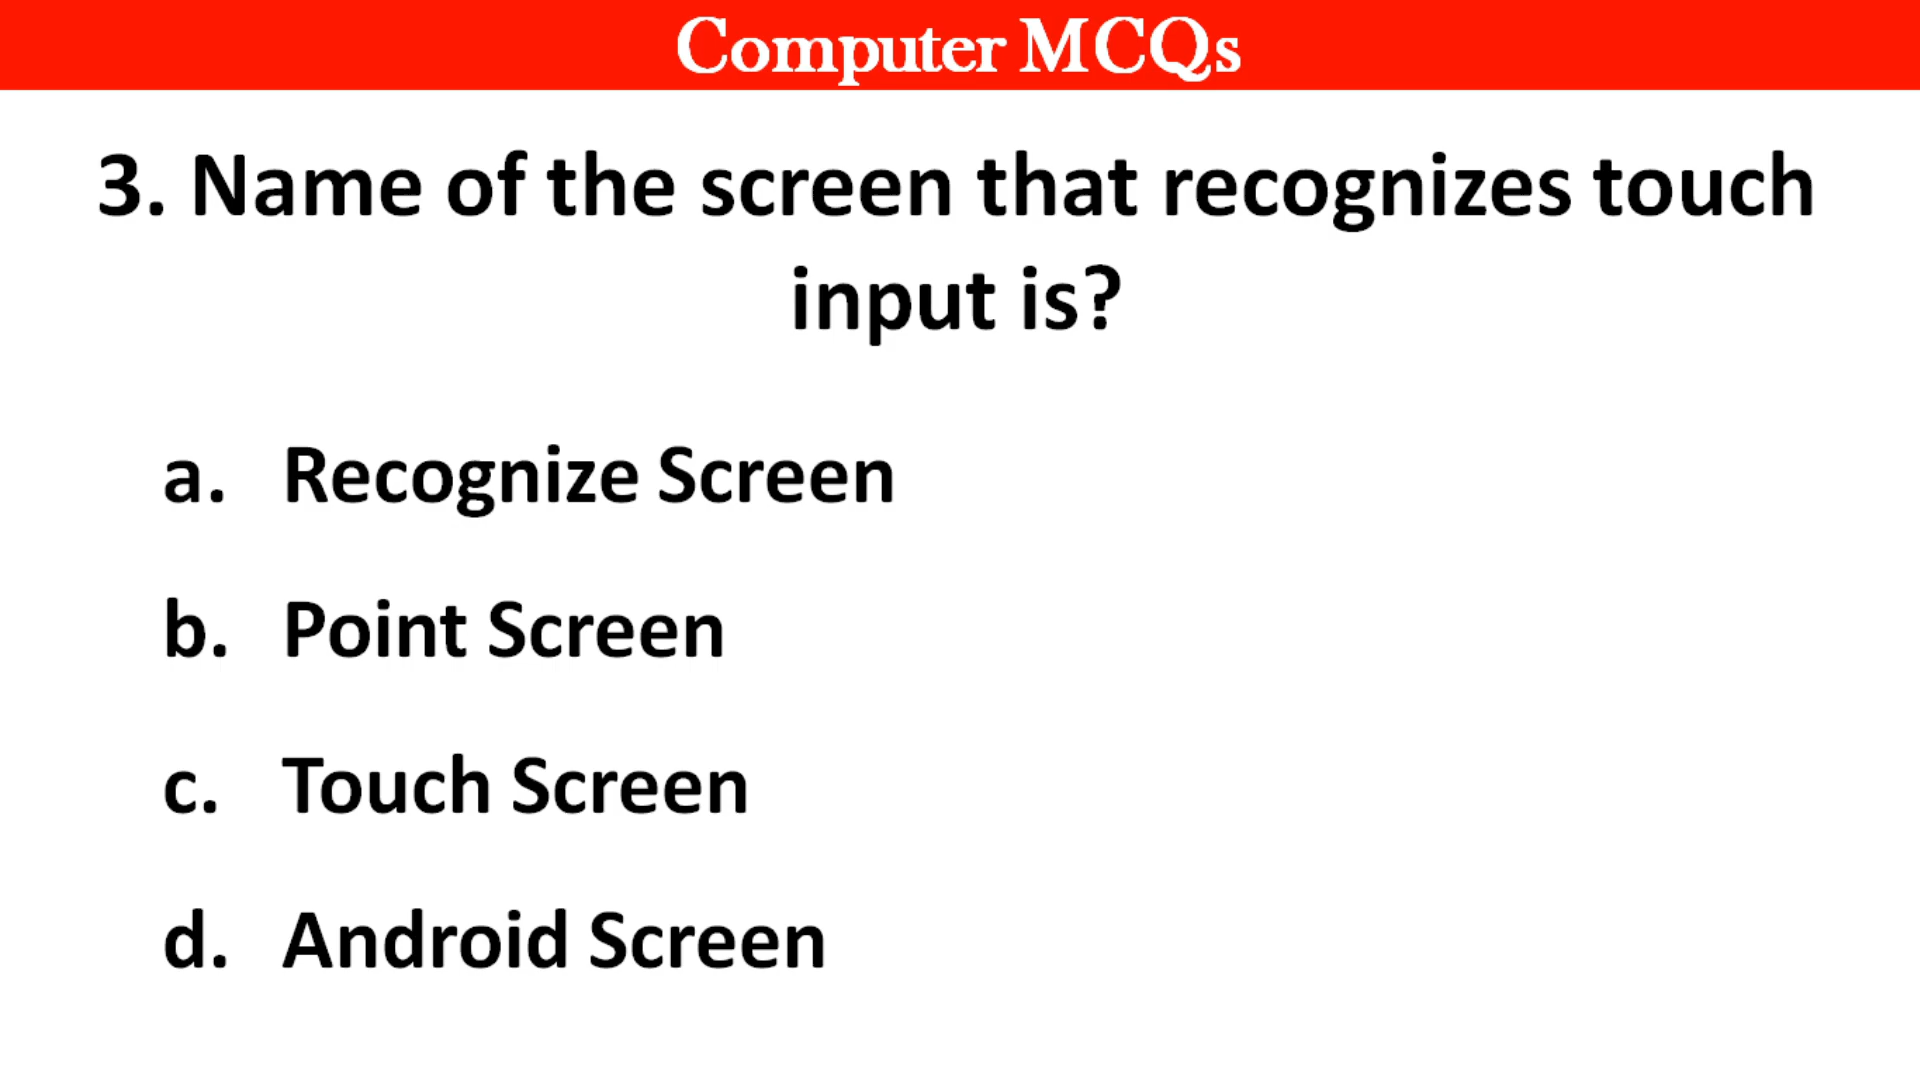 Computer MCQs
3. Name of the screen that recognizes touch
input is?
a. Recognize Screen
b. Point Screen
c. Touch Screen
d. Android Screen